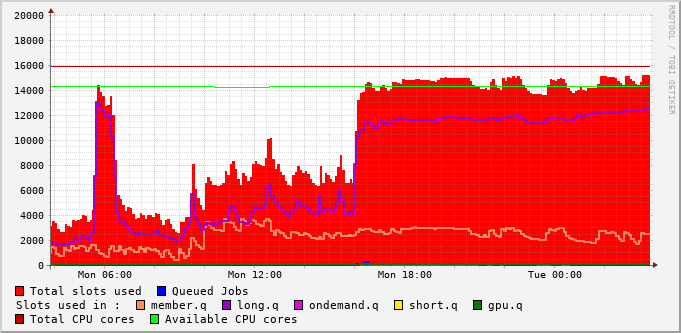 20000
18000
16000
14000
12000
10000
8000
6000
4000
2000
0
Mon 06:00 Mon 12:00 Mon 18:00 Tue 00:00
RRDTOOL / TOBI OETIKER
Total slots used Queued Jobs
Slots used in : member.q long.q ondemand.q short.q gpu.q
Total CPU cores Available CPU cores